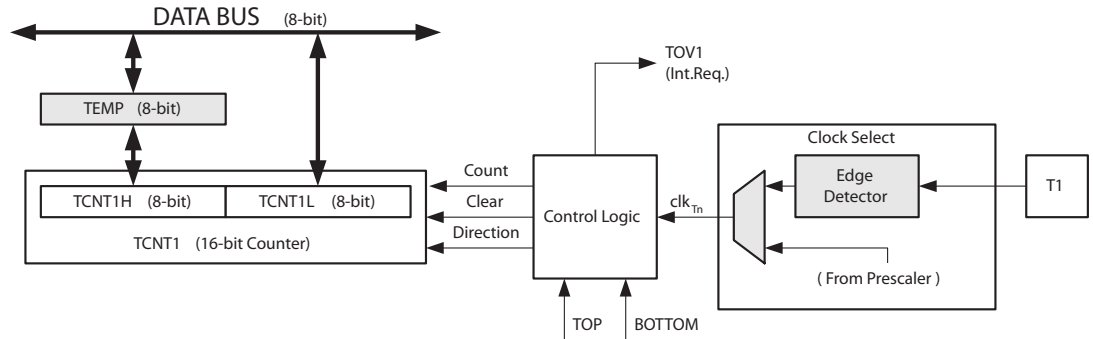 DATA BUS (8-bit)
TOV1
(Int.Req.)
TEMP (8-bit)
Clock Select
Count
Edge
Detector
T1
TCNT1H (8-bit)
TCNT1L (8-bit)
Clear
Control Logic
clkTn
Direction
TCNT1 (16-bit Counter)
( From Prescaler )
TOP
BOTTOM